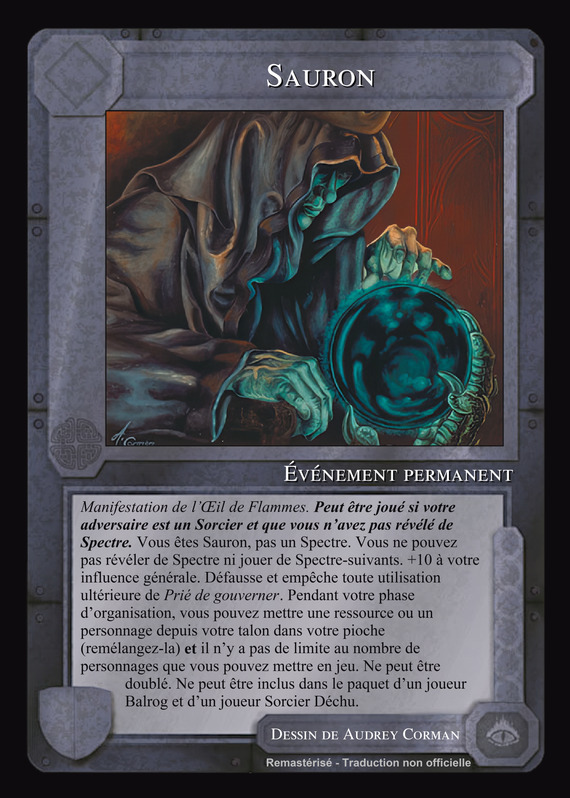 Sauron
A. Corman
Événement permanent
Manifestation de l'Œil de Flammes. Peut être joué si votre
adversaire est un Sorcier et que vous n'avez pas révélé de
Spectre. Vous êtes Sauron, pas un Spectre. Vous ne pouvez
pas révéler de Spectre ni jouer de Spectre-suivants. +10 à votre
influence générale. Défausse et empêche toute utilisation
ultérieure de Prié de gouverner. Pendant votre phase
d'organisation, vous pouvez mettre une ressource ou un
personnage depuis votre talon dans votre pioche
(remélangez-la) et il n'y a pas de limite au nombre de
personnages que vous pouvez mettre en jeu. Ne peut être
doublé. Ne peut être inclus dans le paquet d'un joueur
Balrog et d'un joueur Sorcier Déchu.
Dessin de Audrey Corman
Remastérisé - Traduction non officielle